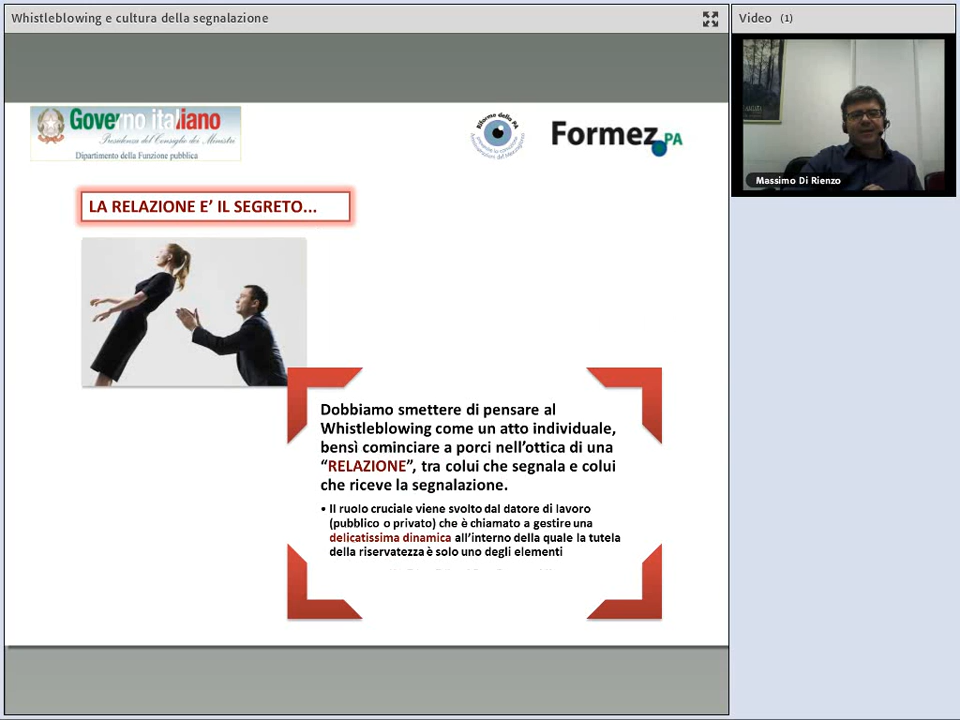 Whistleblowing e cultura della segnalazione
Video (1)
Massimo Di Rienzo
Governo italiano
Presidenza del Consiglio dei Ministri
Dipartimento della Funzione pubblica
Riforme della PA
Formez PA
LA RELAZIONE E’ IL SEGRETO...
Dobbiamo smettere di pensare al
Whistleblowing come un atto individuale,
bensì cominciare a porci nell’ottica di una
“RELAZIONE”, tra colui che segnala e colui
che riceve la segnalazione.
• Il ruolo cruciale viene svolto dal datore di lavoro
(pubblico o privato) che è chiamato a gestire una
delicatissima dinamica all’interno della quale la tutela
della riservatezza è solo uno degli elementi